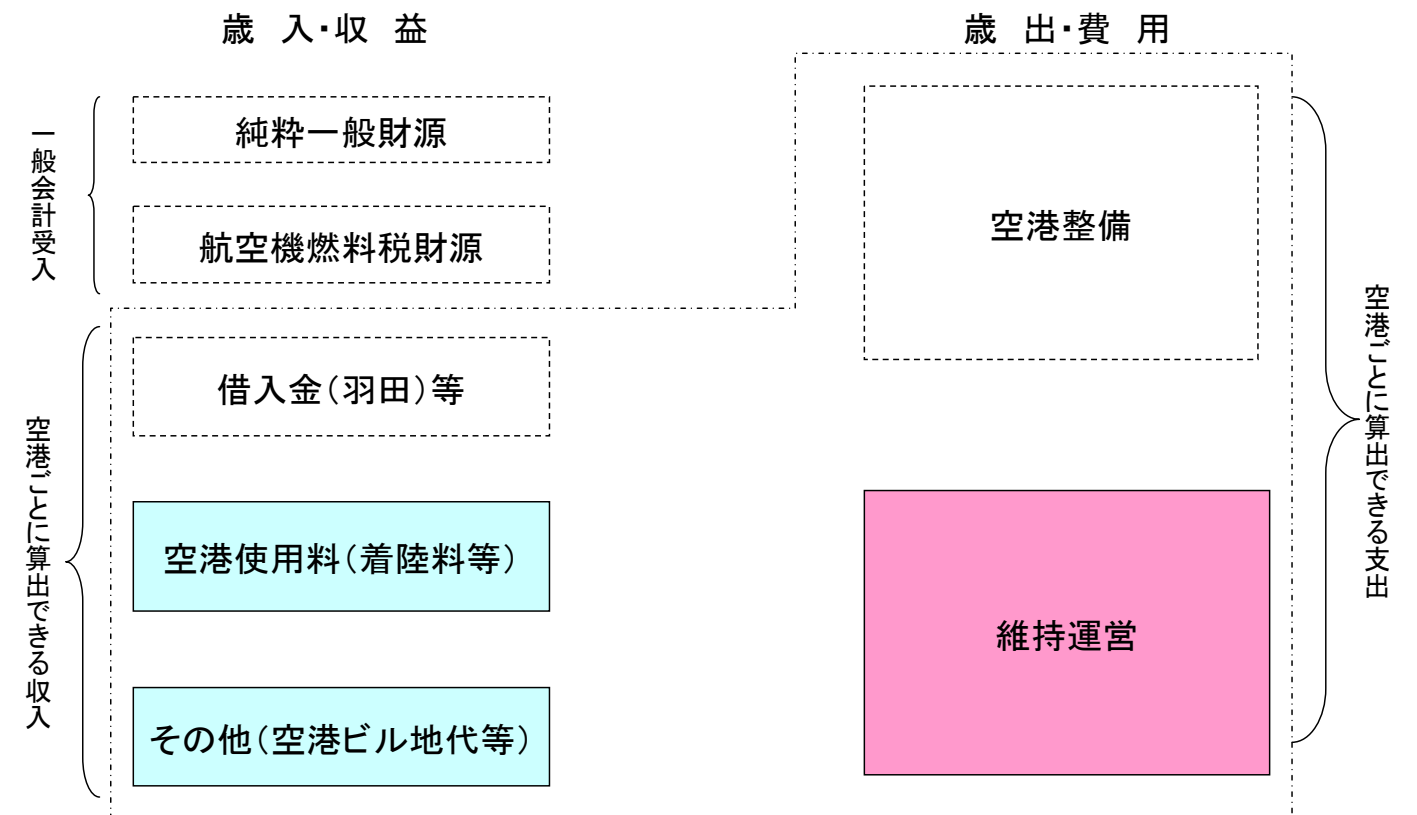 歳 入・収 益
歳 出・費 用
一般会計受入
純粋一般財源
航空機燃料税財源
空港整備
空港ごとに算出できる収入
借入金(羽田)等
空港使用料(着陸料等)
その他(空港ビル地代等)
維持運営
空港ごとに算出できる支出